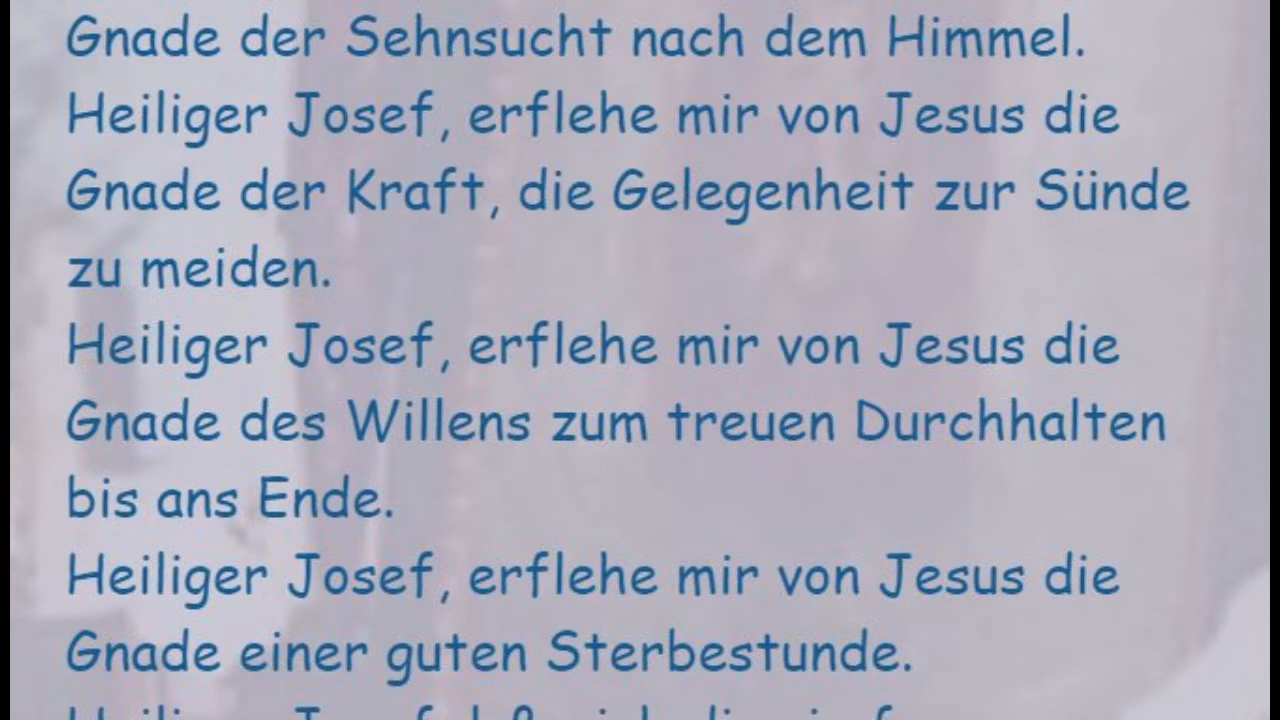 Gnade der Sehnsucht nach dem Himmel.
Heiliger Josef, erflehe mir von Jesus die
Gnade der Kraft, die Gelegenheit zur Sünde
zu meiden.
Heiliger Josef, erflehe mir von Jesus die
Gnade des Willens zum treuen Durchhalten
bis ans Ende.
Heiliger Josef, erflehe mir von Jesus die
Gnade einer guten Sterbestunde.
Heiliger Josef,